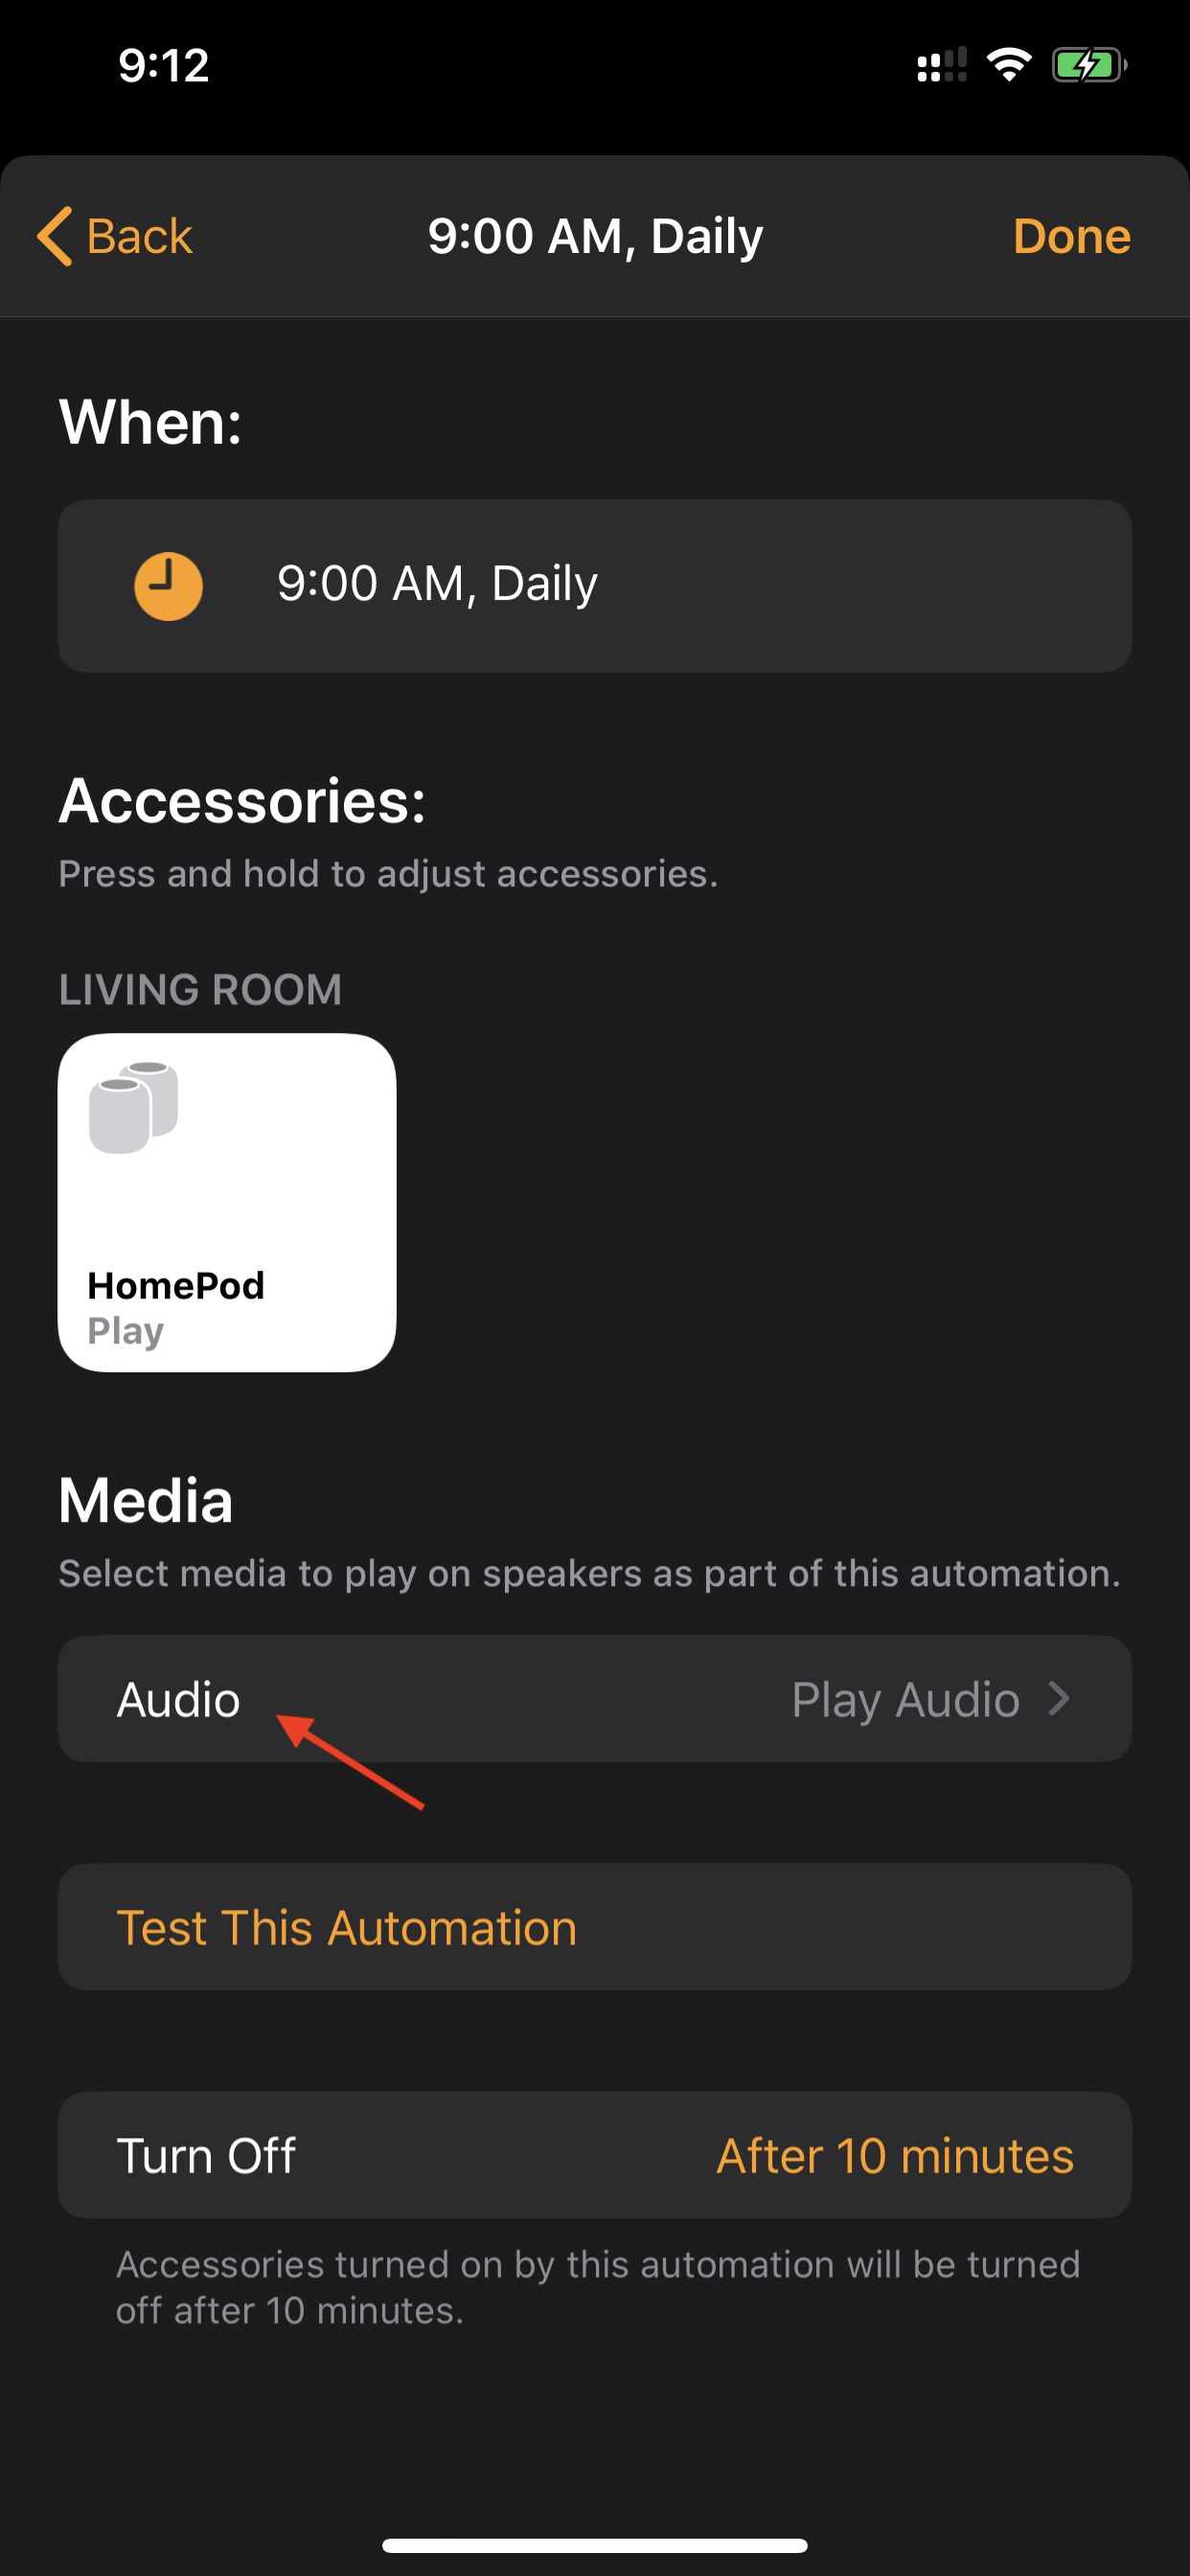 9:12
Back
9:00 AM, Daily
Done
When:
9:00 AM, Daily
Accessories:
Press and hold to adjust accessories.
LIVING ROOM
HomePod
Play
Media
Select media to play on speakers as part of this automation.
Audio
Play Audio
Test This Automation
Turn Off
After 10 minutes
Accessories turned on by this automation will be turned
off after 10 minutes.